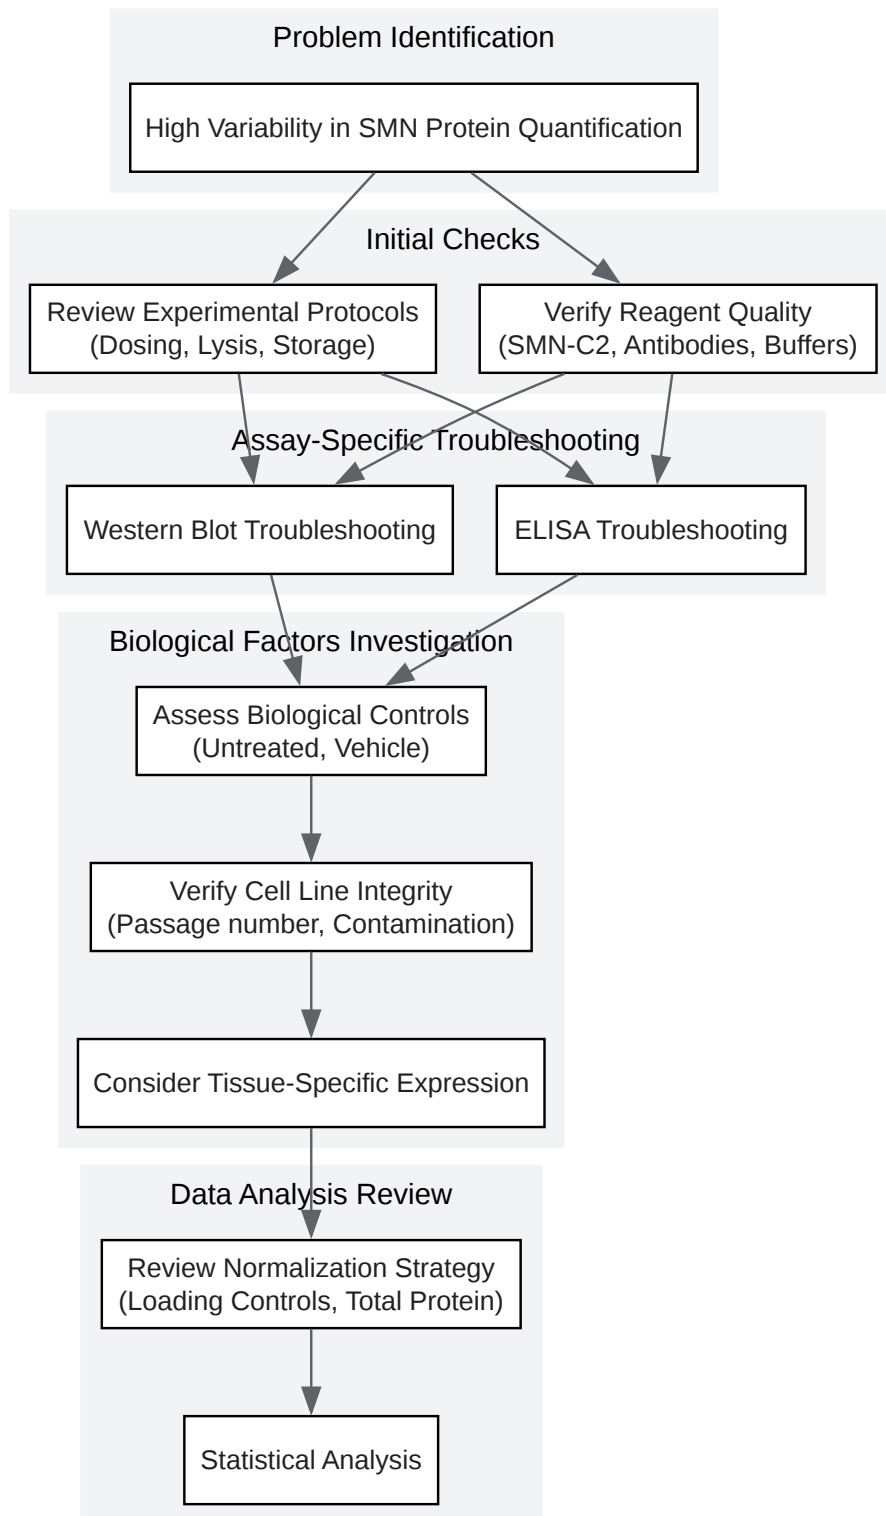 Problem Identification
High Variability in SMN Protein Quantification
Initial Checks
Review Experimental Protocols
(Dosing, Lysis, Storage)
Verify Reagent Quality
(SMN-C2, Antibodies, Buffers)
Assay-Specific Troubleshooting
Western Blot Troubleshooting
ELISA Troubleshooting
Biological Factors Investigation
Assess Biological Controls
(Untreated, Vehicle)
Verify Cell Line Integrity
(Passage number, Contamination)
Consider Tissue-Specific Expression
Data Analysis Review
Review Normalization Strategy
(Loading Controls, Total Protein)
Statistical Analysis